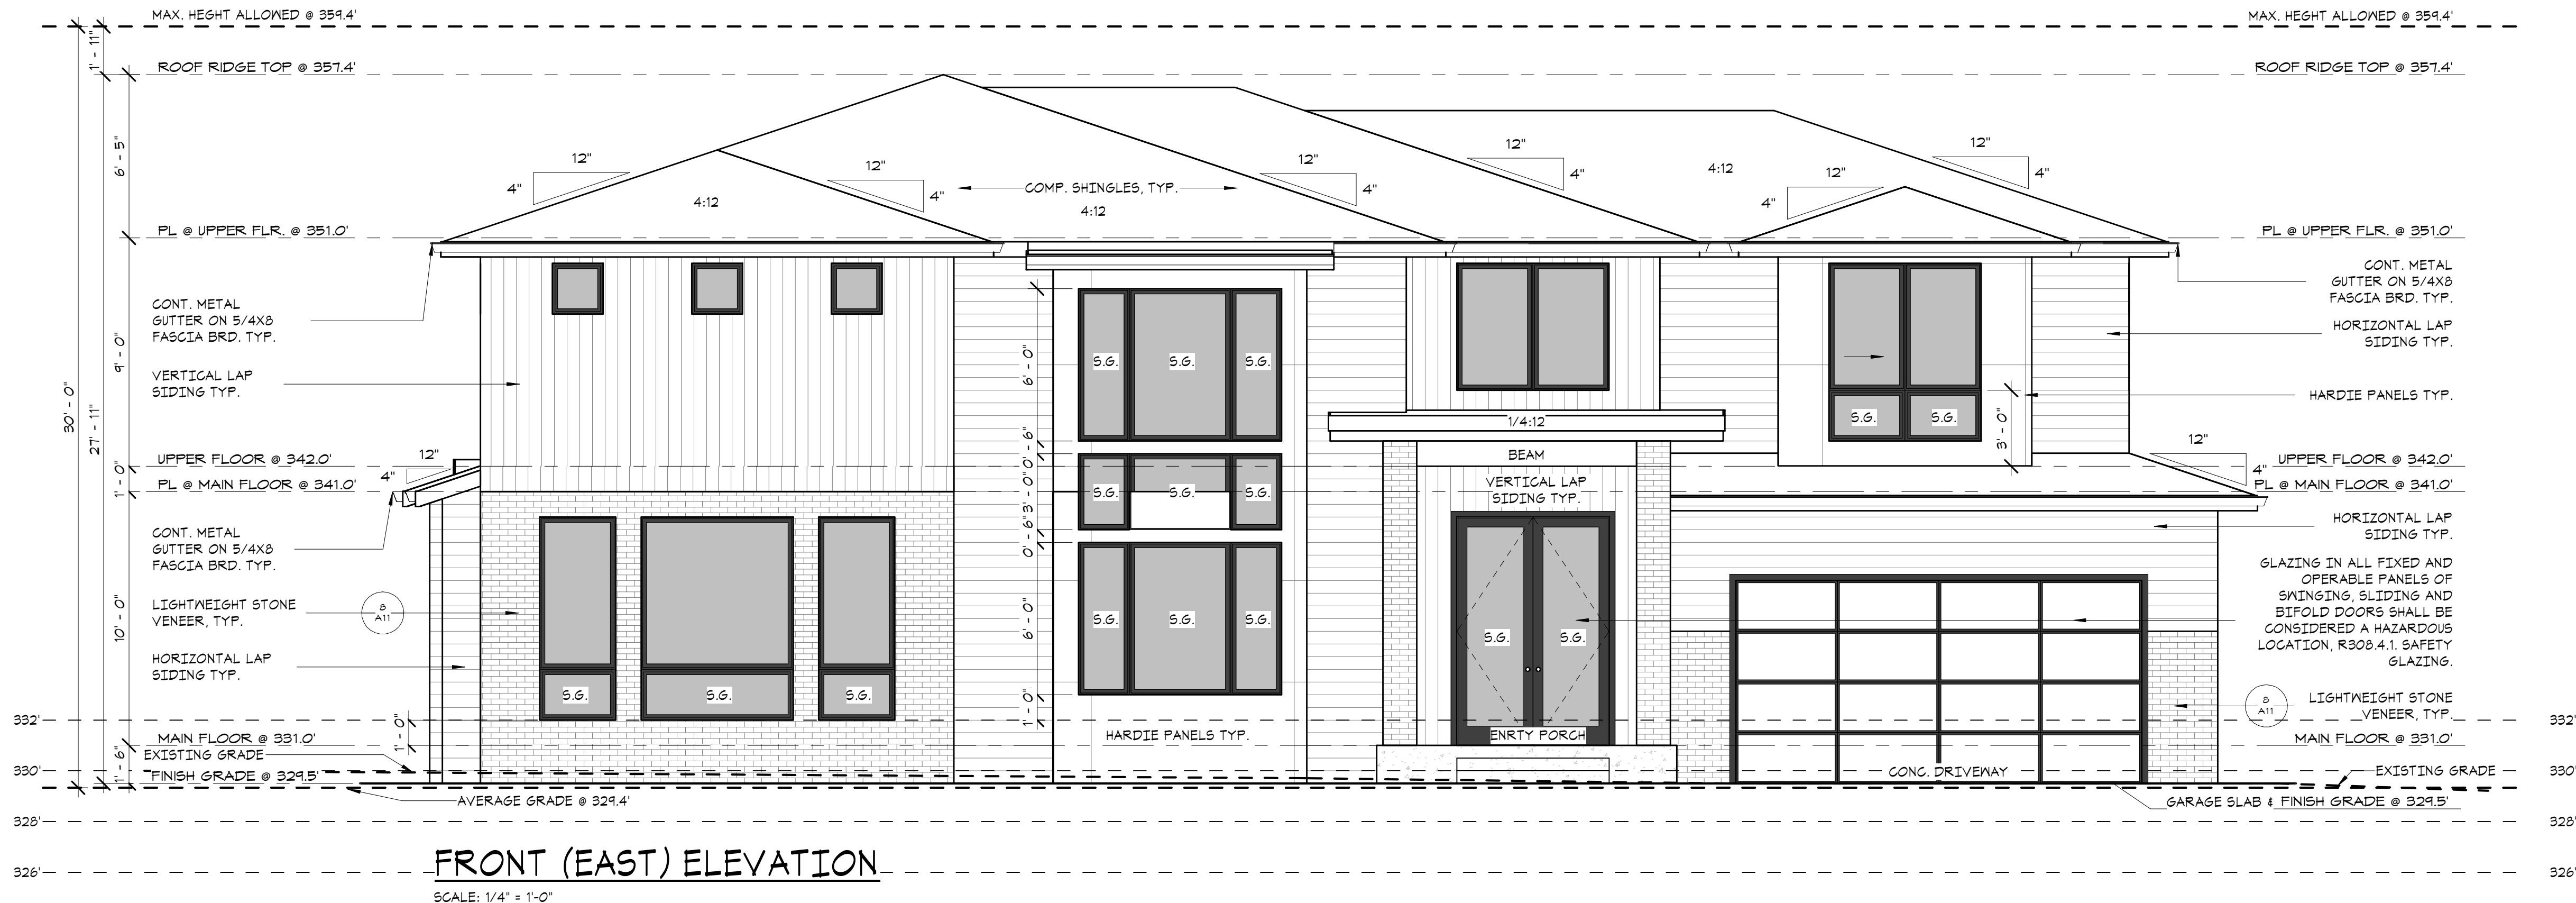 MAX. HEGHT ALLOWED @ 359.4'
MAX. HEGHT ALLOWED @ 359.4'
1' - 11"
ROOF RIDGE TOP @ 357.4'
ROOF RIDGE TOP @ 357.4'
6' - 5"
12"
4"
4:12
12"
4"
COMP. SHINGLES, TYP.
4:12
12"
4"
12"
4"
4:12
12"
4"
12"
4"
PL @ UPPER FLR. @ 351.0'
PL @ UPPER FLR. @ 351.0'
CONT. METAL
GUTTER ON 5/4X8
FASCIA BRD. TYP.
CONT. METAL
GUTTER ON 5/4X8
FASCIA BRD. TYP.
HORIZONTAL LAP
SIDING TYP.
9' - 0"
VERTICAL LAP
SIDING TYP.
HARDIE PANELS TYP.
30' - 0"
27' - 11"
6' - 0"
S.G.
S.G.
S.G.
S.G.
S.G.
3' - 0"
1/4:12
0' - 6"
BEAM
UPPER FLOOR @ 342.0'
UPPER FLOOR @ 342.0'
1' - 0"
12"
4"
12"
4"
PL @ MAIN FLOOR @ 341.0'
PL @ MAIN FLOOR @ 341.0'
3' - 0"
S.G.
S.G.
S.G.
VERTICAL LAP
SIDING TYP.
0' - 6"
CONT. METAL
GUTTER ON 5/4X8
FASCIA BRD. TYP.
HORIZONTAL LAP
SIDING TYP.
GLAZING IN ALL FIXED AND
OPERABLE PANELS OF
SWINGING, SLIDING AND
BIFOLD DOORS SHALL BE
CONSIDERED A HAZARDOUS
LOCATION, R308.4.1. SAFETY
GLAZING.
10' - 0"
LIGHTWEIGHT STONE
VENEER, TYP.
8
A11
6' - 0"
S.G.
S.G.
S.G.
S.G.
S.G.
HORIZONTAL LAP
SIDING TYP.
S.G.
S.G.
S.G.
1' - 0"
8
A11
LIGHTWEIGHT STONE
VENEER, TYP.
332'
332'
1' - 0"
MAIN FLOOR @ 331.0'
HARDIE PANELS TYP.
ENRTY PORCH
MAIN FLOOR @ 331.0'
1' - 6"
EXISTING GRADE
330'
FINISH GRADE @ 329.5'
CONC. DRIVEWAY
EXISTING GRADE
330'
AVERAGE GRADE @ 329.4'
GARAGE SLAB & FINISH GRADE @ 329.5'
328'
328'
326'
326'
FRONT (EAST) ELEVATION
SCALE: 1/4" = 1'-0"